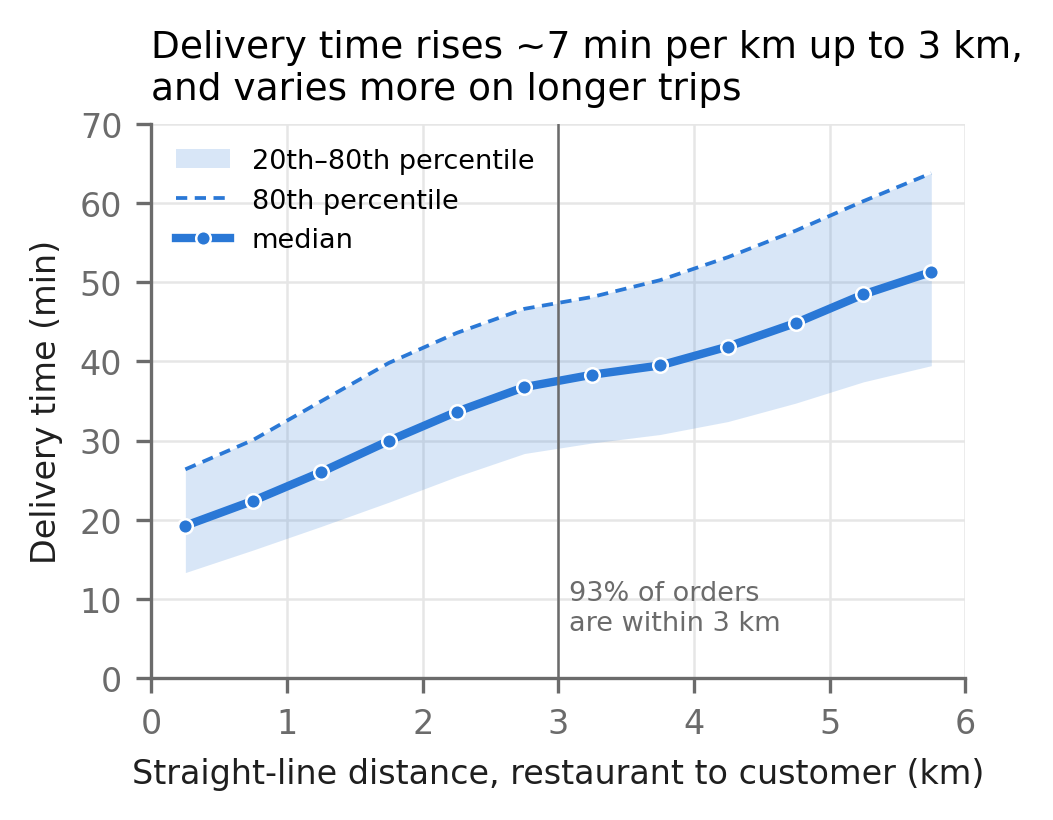 Delivery time rises ~7 min per km up to 3 km,
and varies more on longer trips
70
60
50
40
30
20
10
0
Delivery time (min)
20th–80th percentile
80th percentile
median
93% of orders
are within 3 km
0 1 2 3 4 5 6
Straight-line distance, restaurant to customer (km)